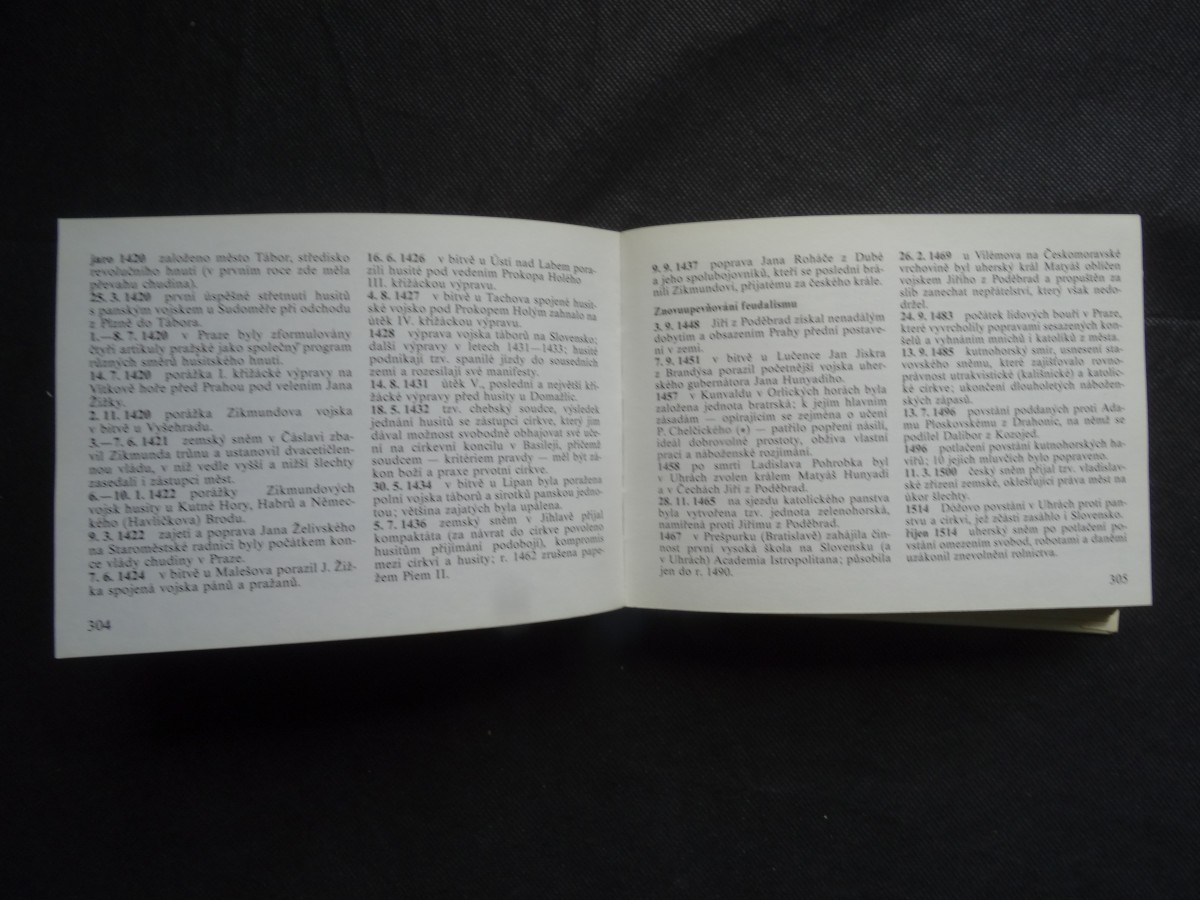 jaro 1420 založeno město Tábor, středisko
revolučního hnutí (v prvním roce zde měla
převahu chudina).
25. 3. 1420 první úspěšné střetnutí husitů
s panským vojskem u Sudoměře při odchodu
z Plzně do Tábora.
1.—8. 7. 1420 v Praze byly zformulovány
čtyři artikuly pražské jako společný program
různých směrů husitského hnutí.
14. 7. 1420 porážka I. křižácké výpravy na
Vítkově hoře před Prahou pod velením Jana
Žižky.
2. 11. 1420 porážka Zikmundova vojska
v bitvě u Vyšehradu.
3.—7. 6. 1421 zemský sněm v Čáslavi zba-
vil Zikmunda trůnu a ustanovil dvacetičlen-
nou vládu, v níž vedle vyšší a nižší šlechty
zasedali i zástupci měst.
6.—10. 1. 1422 porážky Zikmundových
vojsk husity u Kutné Hory, Habrů a Němec-
kého (Havlíčkova) Brodu.
9. 3. 1422 zajetí a poprava Jana Želivského
na Staroměstské radnici byly počátkem kon-
ce vlády chudiny v Praze.
7. 6. 1424 v bitvě u Malešova porazil J. Žiž-
ka spojená vojska pánů a pražanů.
304
16. 6. 1426 v bitvě u Ústí nad Labem pora-
zili husité pod vedením Prokopa Holého
III. křižáckou výpravu.
4. 8. 1427 v bitvě u Tachova spojené husit-
ské vojsko pod Prokopem Holým zahnalo na
útěk IV. křižáckou výpravu.
1428 výprava vojska táborů na Slovensko;
další výpravy v letech 1431—1433; husité
podnikají tzv. spanilé jízdy do sousedních
zemí a rozesílají své manifesty.
14. 8. 1431 útěk V., poslední a největší kři-
žácké výpravy před husity u Domažlic.
18. 5. 1432 tzv. chebský soudce, výsledek
jednání husitů se zástupci církve, který jim
dával možnost svobodně obhajovat své uče-
ní na církevní koncilu v Basileji, přičemž
soudcem — kritériem pravdy — měl být zá-
kon boží a praxe prvotní církve.
30. 5. 1434 v bitvě u Lipan byla poražena
polní vojska táborů a sirotků panskou jedno-
tou; většina zajatých byla upálena.
5. 7. 1436 zemský sněm v Jihlavě přijal
kompaktáta (za návrat do církve povoleno
husitům přijímání podobojí), kompromis
mezi církví a husity; r. 1462 zrušena pape-
žem Piem II.
9. 9. 1437 poprava Jana Roháče z Dubé
a jeho spolubojovníků, kteří se poslední brá-
nili Zikmundovi, přijatému za českého krále.
Znovuupevňování feudalismu
3. 9. 1448 Jiří z Poděbrad získal nenadálým
dobytím a obsazením Prahy přední postave-
ní v zemi.
7. 9. 1451 v bitvě u Lučence Jan Jiskra
z Brandýsa porazil početnější vojska uher-
ského gubernátora Jana Hunyadiho.
1457 v Kunvaldu v Orlických horách byla
založena jednota bratrská; k jejím hlavním
zásadám — opírajícím se zejména o učení
P. Chelčického (●) — patřilo popření násilí,
ideál dobrovolné prostoty, obživa vlastní
prací a náboženské rozjímání.
1458 po smrti Ladislava Pohrobka byl
v Uhrách zvolen králem Matyáš Hunyadi
a v Čechách Jiří z Poděbrad.
28. 11. 1465 na sjezdu katolického panstva
byla vytvořena tzv. jednota zelenohorská,
namířená proti Jiřímu z Poděbrad.
1467 v Prešpurku (Bratislavě) zahájila čin-
nost první vysoká škola na Slovensku (a
v Uhrách) Academia Istropolitana; působila
jen do r. 1490.
26. 2. 1469 u Vilémova na Českomoravské
vrchovině byl uherský král Matyáš obklíčen
vojskem Jiřího z Poděbrad a propuštěn za
slib zanechat nepřátelství, který však nedo-
držel.
24. 9. 1483 počátek lidových bouří v Praze,
které vyvrcholily popravami sesazených kon-
šelů a vyhnáním mnichů i katolíků z města.
13. 9. 1485 kutnohorský smír, usnesení sta-
vovského sněmu, které zajišťovalo rovno-
právnost utrakvistické (kališnické) a katolic-
ké církve; ukončení dlouholetých nábožen-
ských zápasů.
13. 7. 1496 povstání poddaných proti Ada-
mu Ploskovskému z Drahonic, na němž se
podílel Dalibor z Kozojed.
1496 potlačení povstání kutnohorských ha-
vířů; 10 jejich mluvčích bylo popraveno.
11. 3. 1500 český sněm přijal tzv. vladislav-
ské zřízení zemské, oklešťující práva měst na
úkor šlechty.
1514 Dóžovo povstání v Uhrách proti pan-
stvu a církvi, jež zčásti zasáhlo i Slovensko.
říjen 1514 uherský sněm po potlačení po-
vstání omezením svobod, robotami a daněmi
uzákonil znevolnění rolnictva.
305